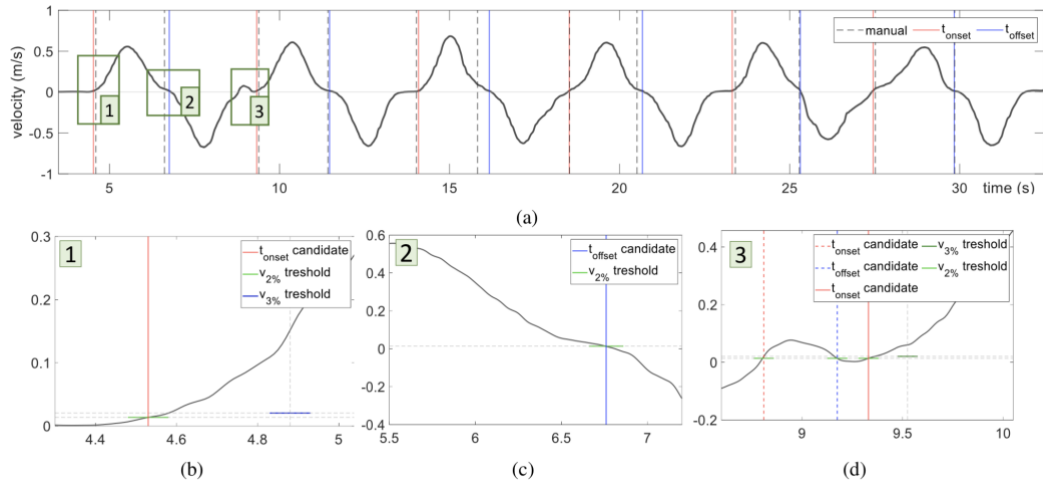 1
0.5
0
-0.5
-1
velocity (m/s)
manual
t_onset
t_offset
1
2
3
5
10
15
20
25
30
time (s)
(a)
1
0.3
0.2
0.1
0
t_onset candidate
v_2% treshold
v_3% treshold
4.4
4.6
4.8
5
(b)
2
0.6
0.4
0.2
0
-0.2
-0.4
t_offset candidate
v_2% treshold
5.5
6
6.5
7
(c)
3
0.4
0.2
0
-0.2
t_onset candidate
t_offset candidate
t_onset candidate
v_3% treshold
v_2% treshold
9
9.5
10
(d)